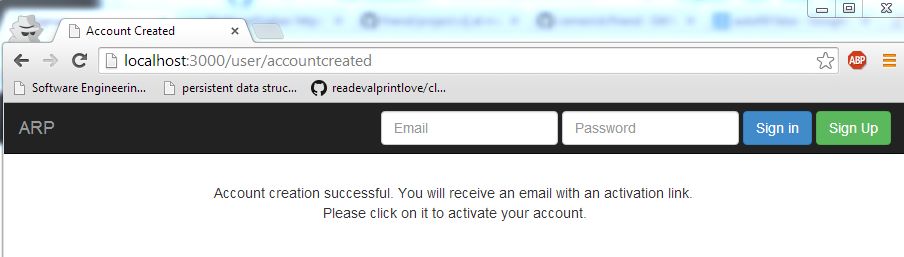 Account Created
localhost:3000/user/accountcreated
ABP
Software Engineerin...
persistent data struc...
readevalprintlove/cl...
ARP
Email
Password
Sign in
Sign Up
Account creation successful. You will receive an email with an activation link.
Please click on it to activate your account.